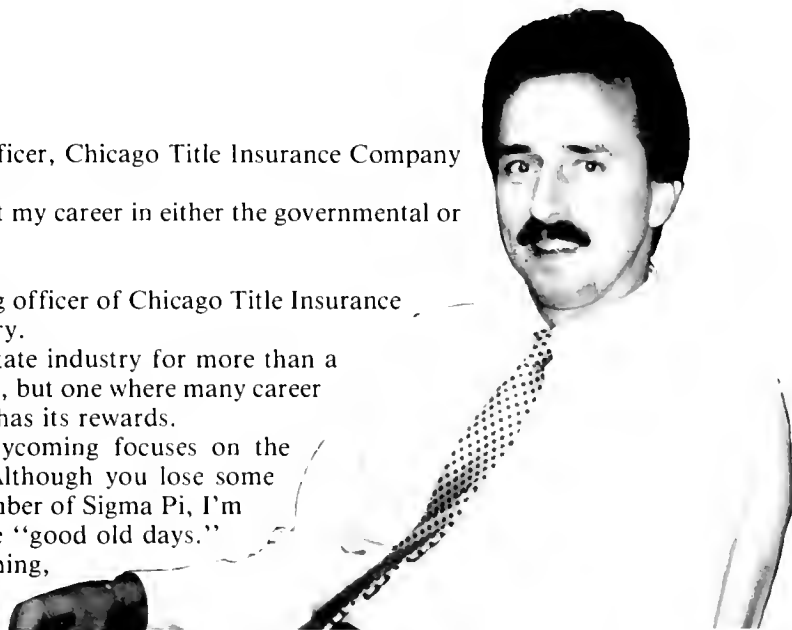 ficer, Chicago Title Insurance Company
t my career in either the governmental or
g officer of Chicago Title Insurance
ry.
tate industry for more than a
, but one where many career
has its rewards.
ycoming focuses on the
Although you lose some
nber of Sigma Pi, I'm
e "good old days."
ning,